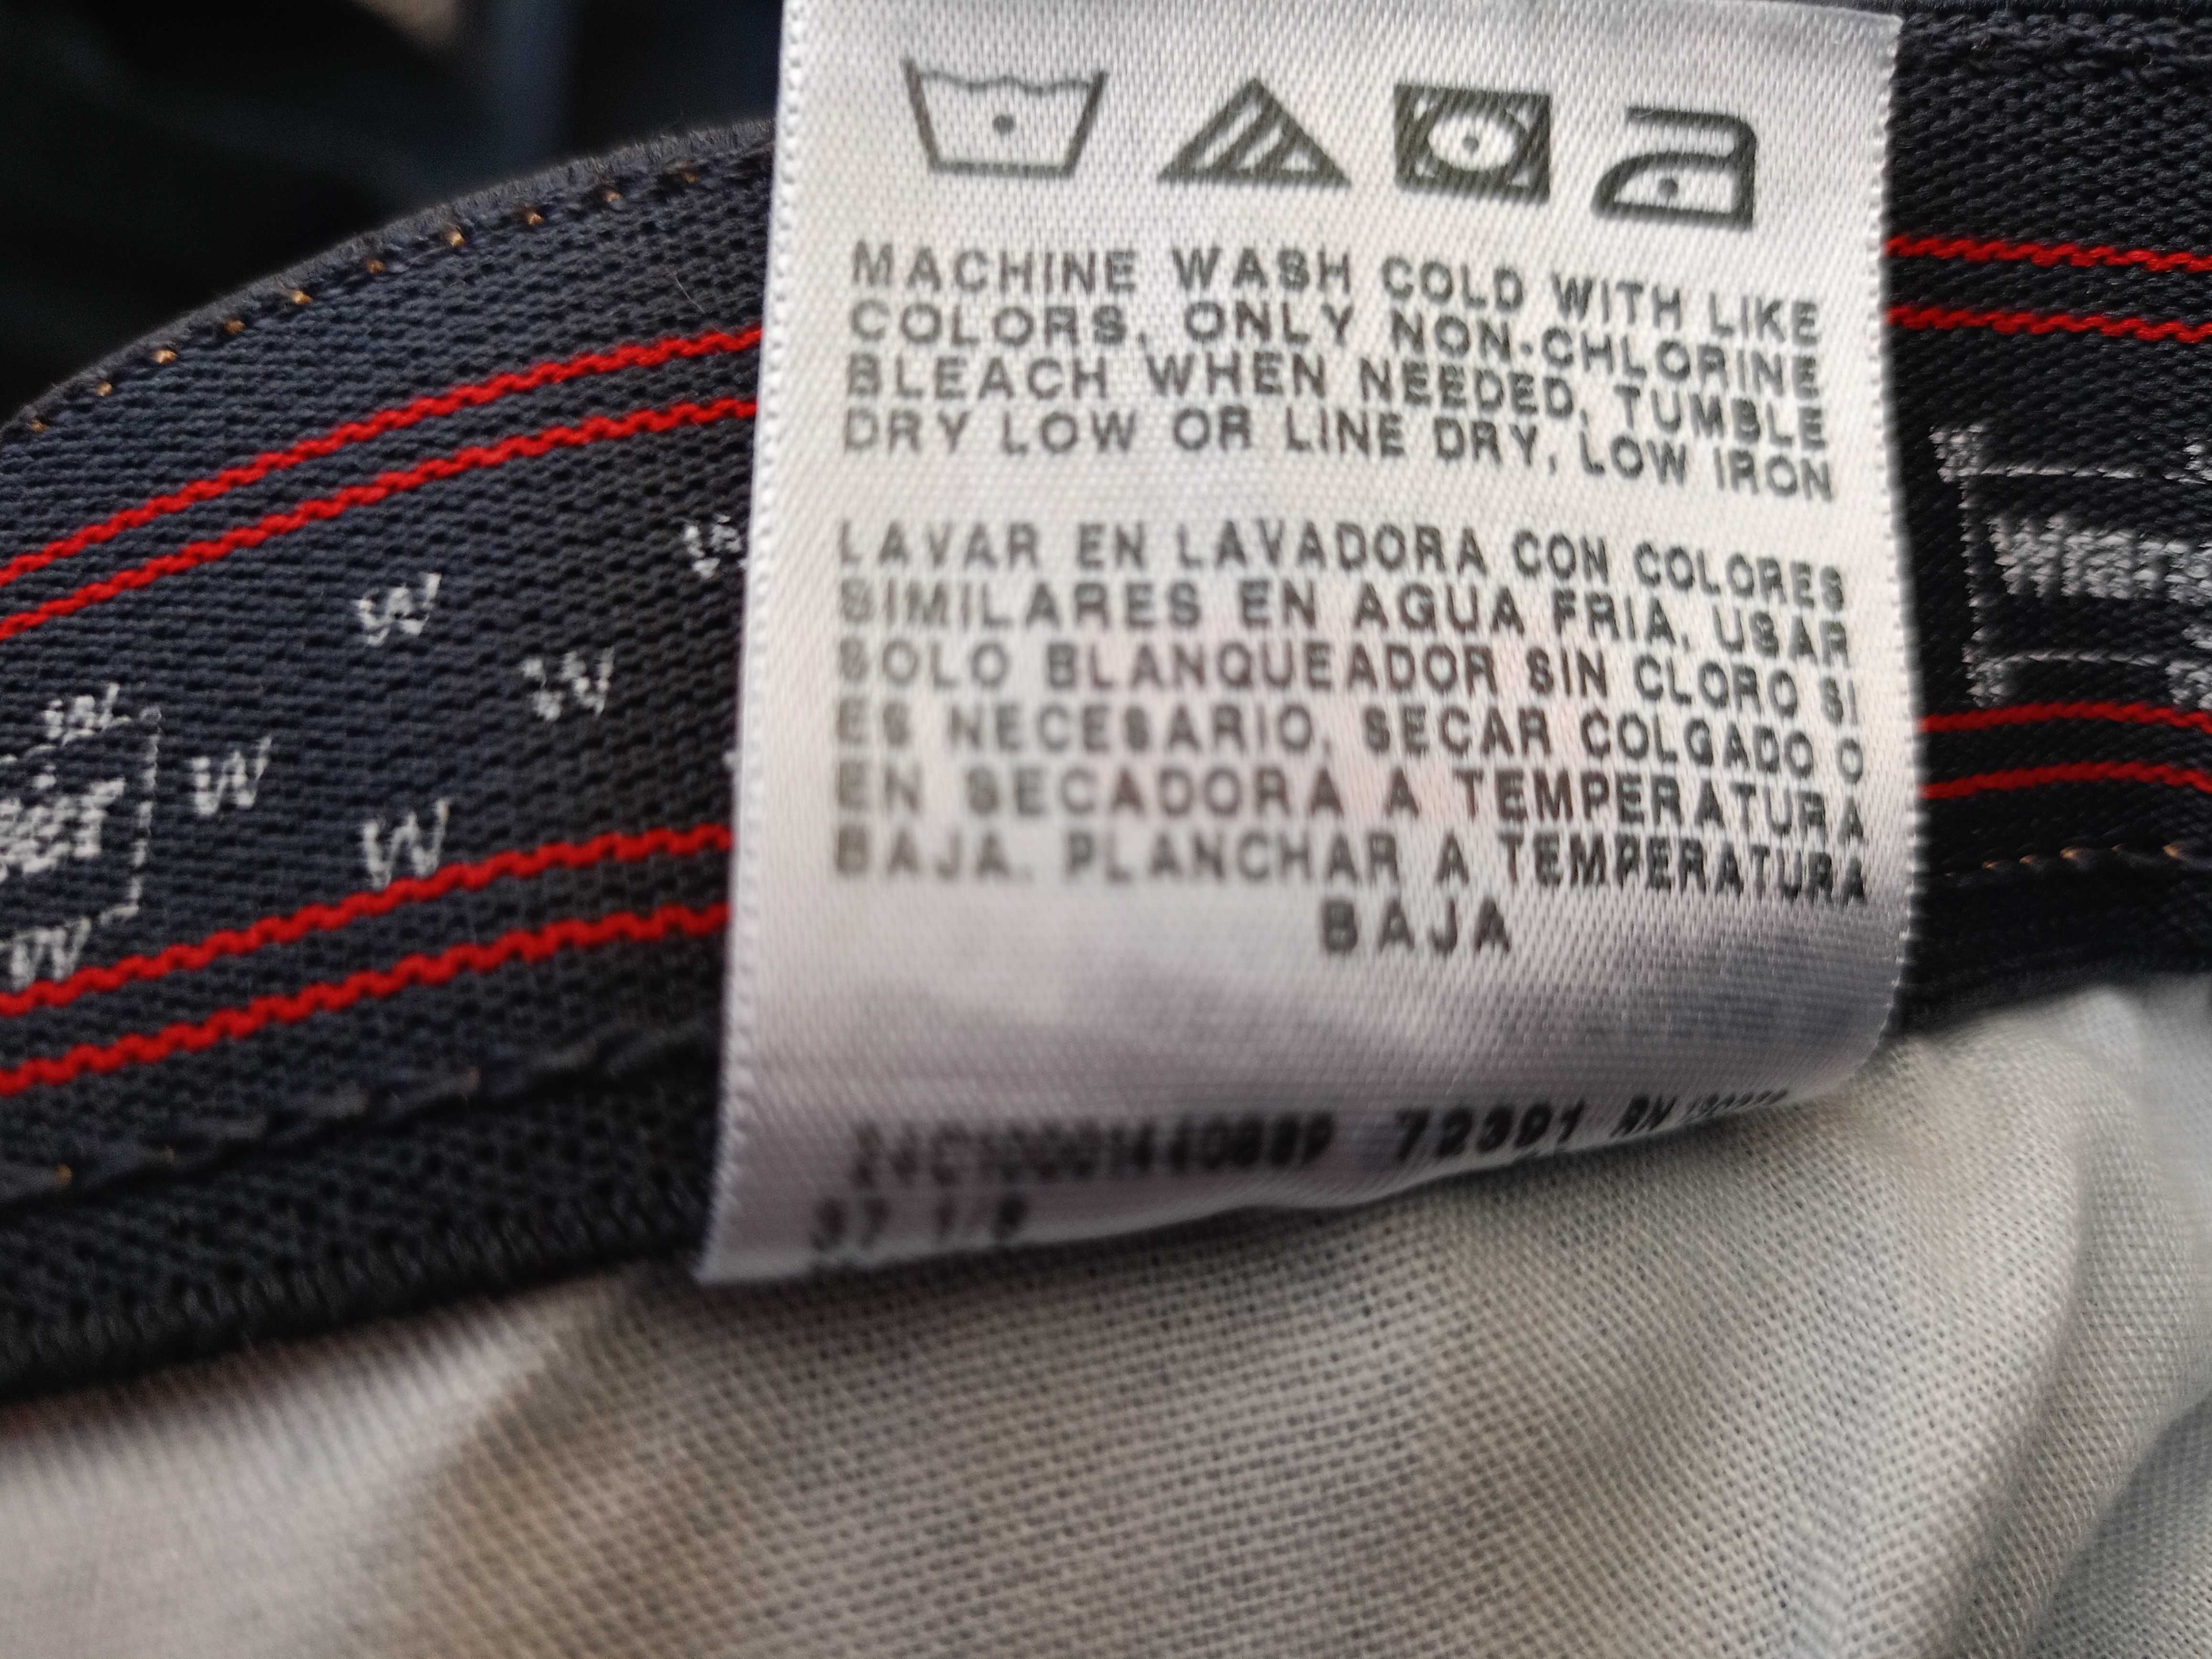 MACHINE WASH COLD WITH LIKE
COLORS, ONLY NON-CHLORINE
BLEACH WHEN NEEDED, TUMBLE
DRY LOW OR LINE DRY, LOW IRON
LAVAR EN LAVADORA CON COLORES
SIMILARES EN AGUA FRIA, USAR
SOLO BLANQUEADOR SIN CLORO SI
ES NECESARIO, SECAR COLGADO O
EN SECADORA A TEMPERATURA
BAJA. PLANCHAR A TEMPERATURA
BAJA
72391 RN
W
W
W
W
W